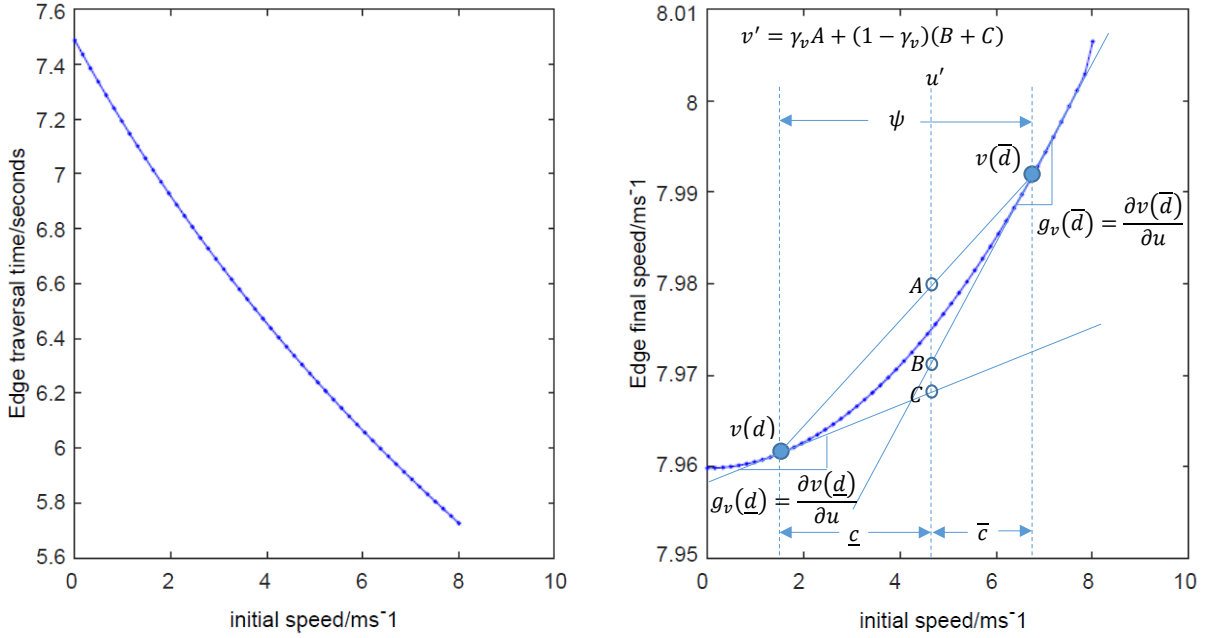 7.6
7.4
7.2
7
6.8
6.6
6.4
6.2
6
5.8
5.6
Edge traversal time/seconds
0 2 4 6 8 10
initial speed/ms⁻1
8.01
8
7.99
7.98
7.97
7.96
7.95
Edge final speed/ms⁻1
v′ = γᵥA + (1 − γᵥ)(B + C)
u′
ψ
v(d̅)
gᵥ(d̅) = ∂v(d̅)/∂u
A
B
C
v(d)
gᵥ(d̲) = ∂v(d̲)/∂u
c̲ c̅
0 2 4 6 8 10
initial speed/ms⁻1